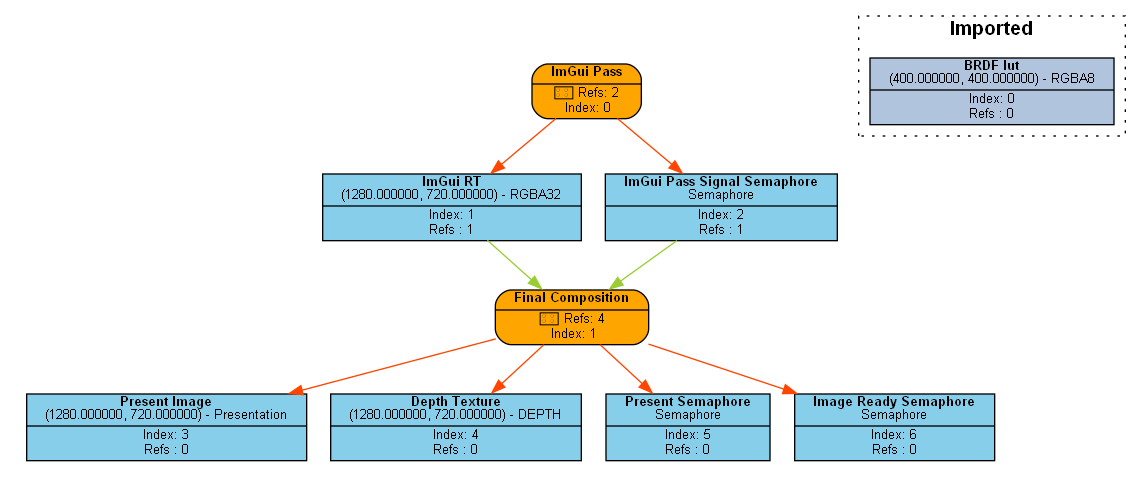 Imported
BRDF lut
(400.000000, 400.000000) - RGBA8
Index: 0
Refs : 0
ImGui Pass
Refs: 2
Index: 0
ImGui RT
(1280.000000, 720.000000) - RGBA32
Index: 1
Refs : 1
ImGui Pass Signal Semaphore
Semaphore
Index: 2
Refs : 1
Final Composition
Refs: 4
Index: 1
Present Image
(1280.000000, 720.000000) - Presentation
Index: 3
Refs : 0
Depth Texture
(1280.000000, 720.000000) - DEPTH
Index: 4
Refs : 0
Present Semaphore
Semaphore
Index: 5
Refs : 0
Image Ready Semaphore
Semaphore
Index: 6
Refs : 0